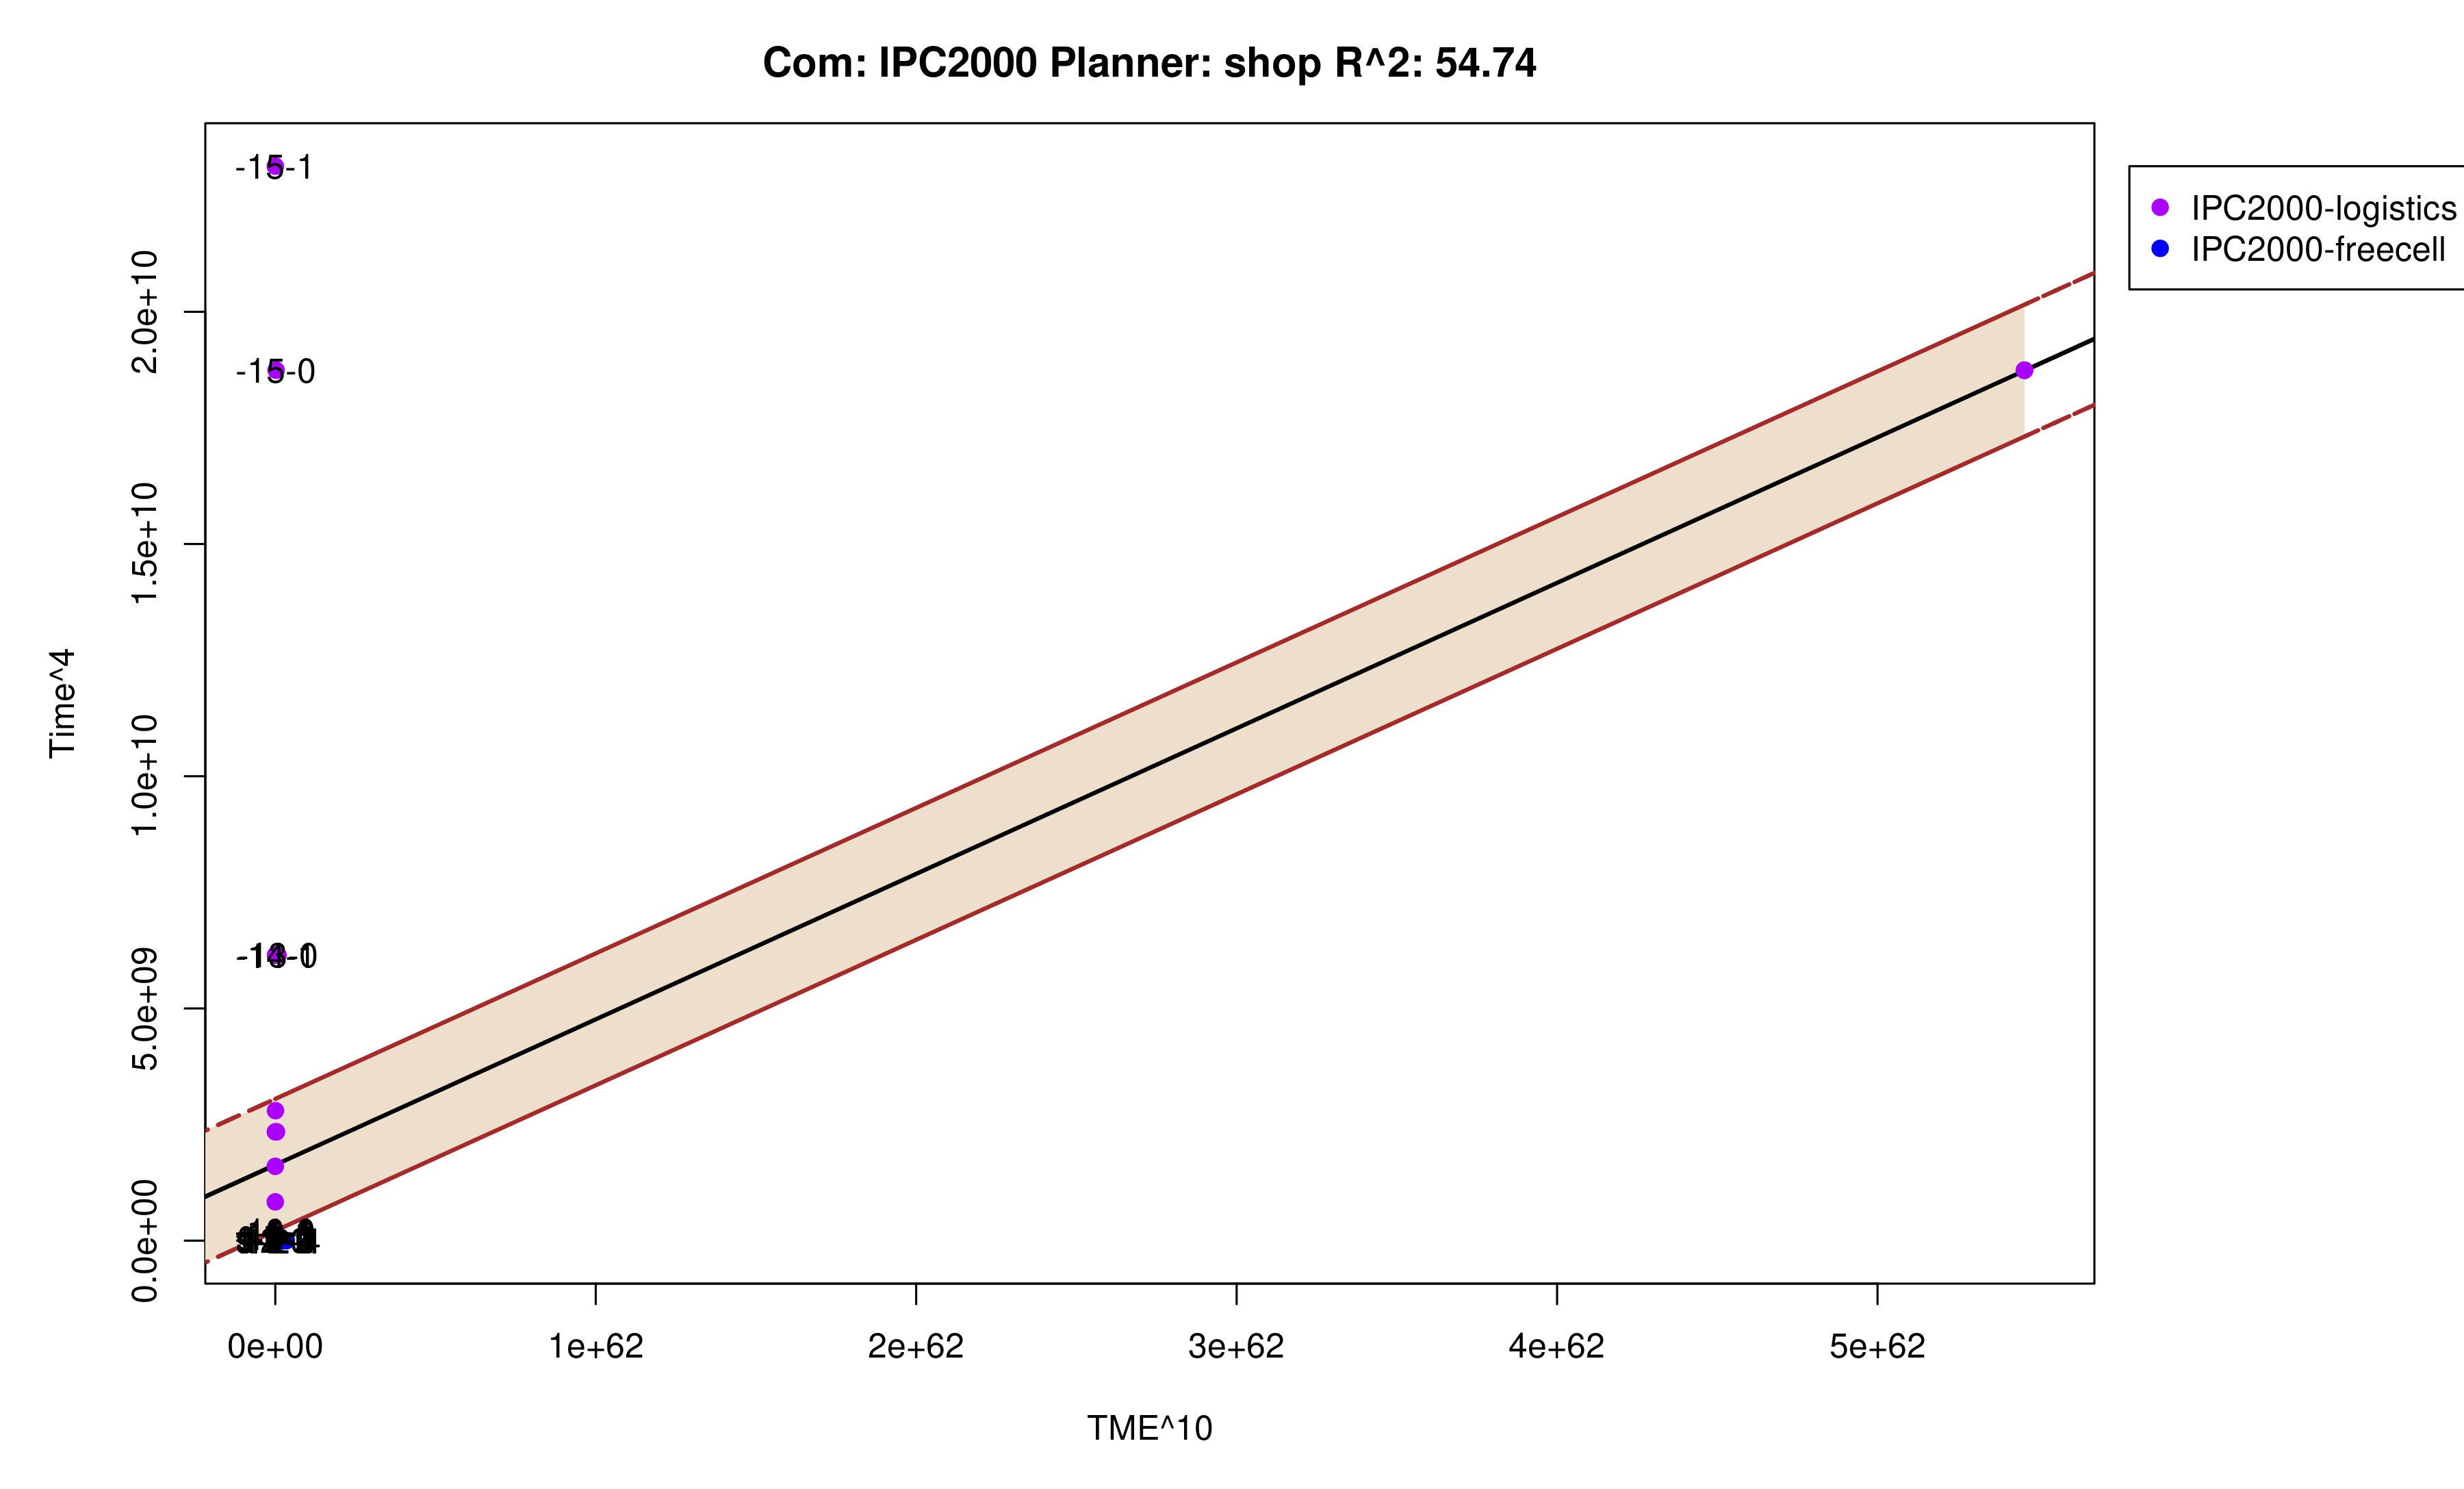 Com: IPC2000 Planner: shop R^2: 54.74
-15-1
IPC2000-logistics
IPC2000-freecell
2.0e+10
-15-0
1.5e+10
Time^4
1.0e+10
5.0e+09
0.0e+00
0e+00 1e+62 2e+62 3e+62 4e+62 5e+62
TME^10